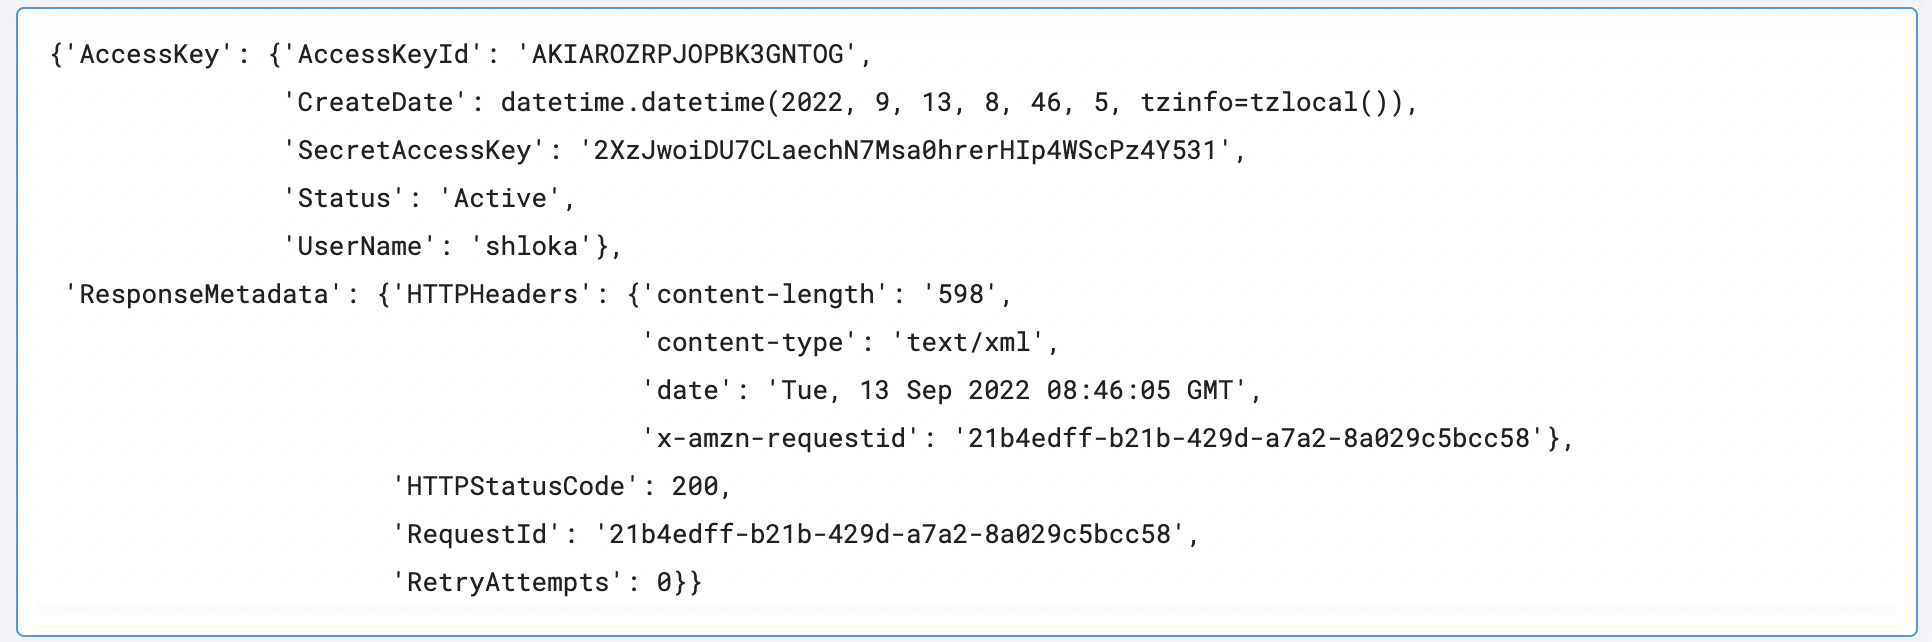 {'AccessKey': {'AccessKeyId': 'AKIAROZRPJOPBK3GNTOG',
'CreateDate': datetime.datetime(2022, 9, 13, 8, 46, 5, tzinfo=tzlocal()),
'SecretAccessKey': '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',
'Status': 'Active',
'UserName': 'shloka'},
'ResponseMetadata': {'HTTPHeaders': {'content-length': '598',
'content-type': 'text/xml',
'date': 'Tue, 13 Sep 2022 08:46:05 GMT',
'x-amzn-requestid': '21b4edff-b21b-429d-a7a2-8a029c5bcc58'},
'HTTPStatusCode': 200,
'RequestId': '21b4edff-b21b-429d-a7a2-8a029c5bcc58',
'RetryAttempts': 0}}